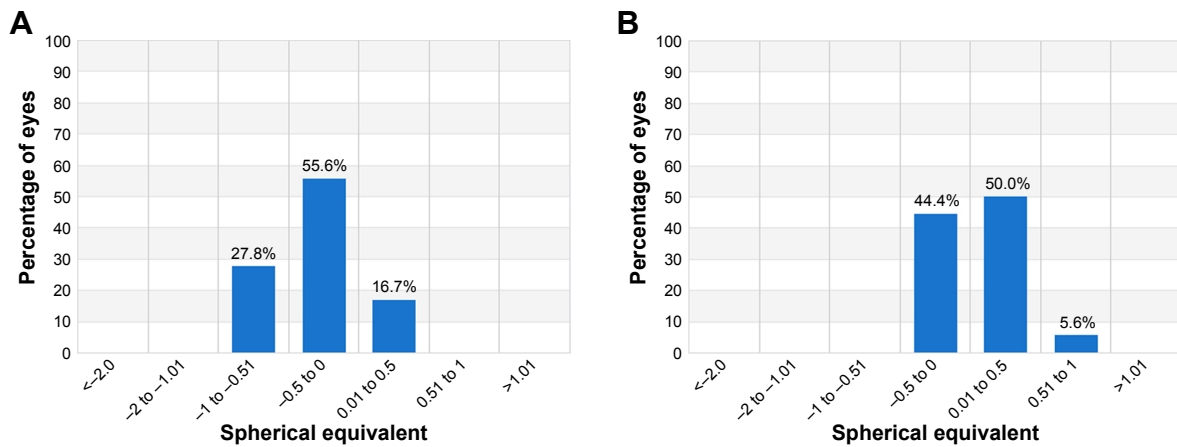 A
Percentage of eyes
100
90
80
70
60
50
40
30
20
10
0
27.8%
55.6%
16.7%
<–2.0
–2 to –1.01
–1 to –0.51
–0.5 to 0
0.01 to 0.5
0.51 to 1
>1.01
Spherical equivalent
B
Percentage of eyes
100
90
80
70
60
50
40
30
20
10
0
44.4%
50.0%
5.6%
<–2.0
–2 to –1.01
–1 to –0.51
–0.5 to 0
0.01 to 0.5
0.51 to 1
>1.01
Spherical equivalent